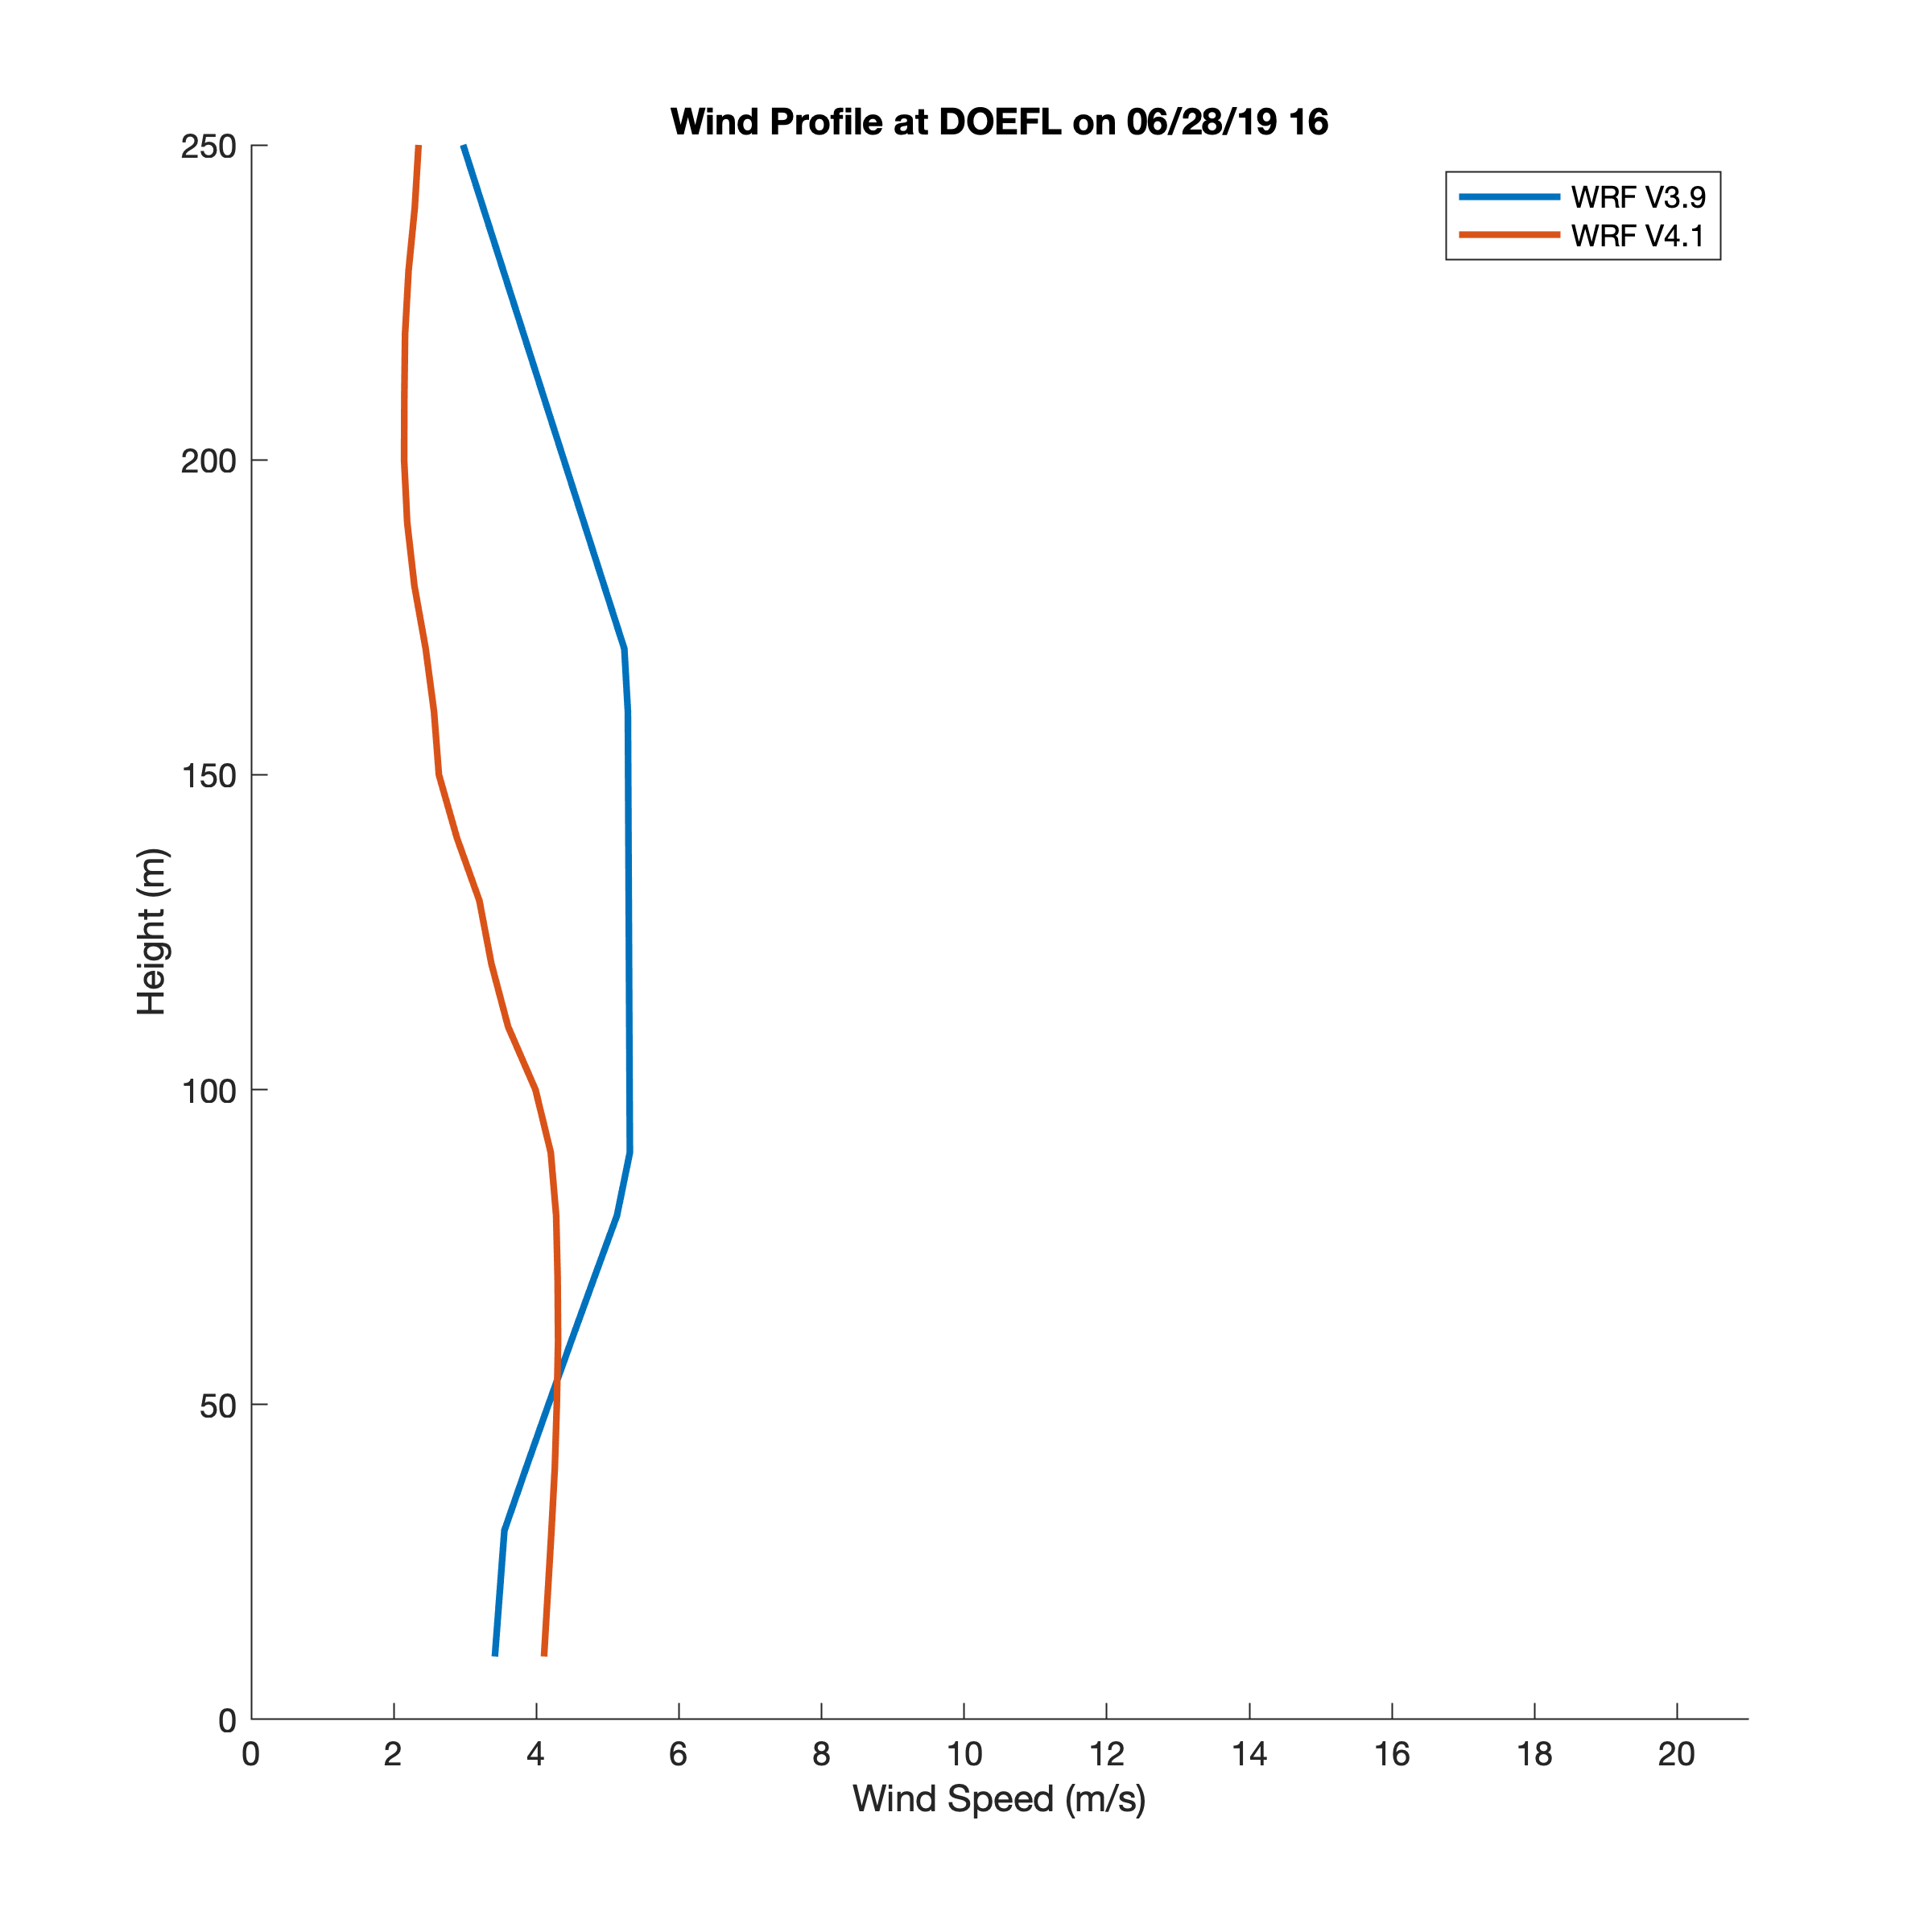 Wind Profile at DOEFL on 06/28/19 16
WRF V3.9
WRF V4.1
250
200
150
100
50
0
Height (m)
0 2 4 6 8 10 12 14 16 18 20
Wind Speed (m/s)